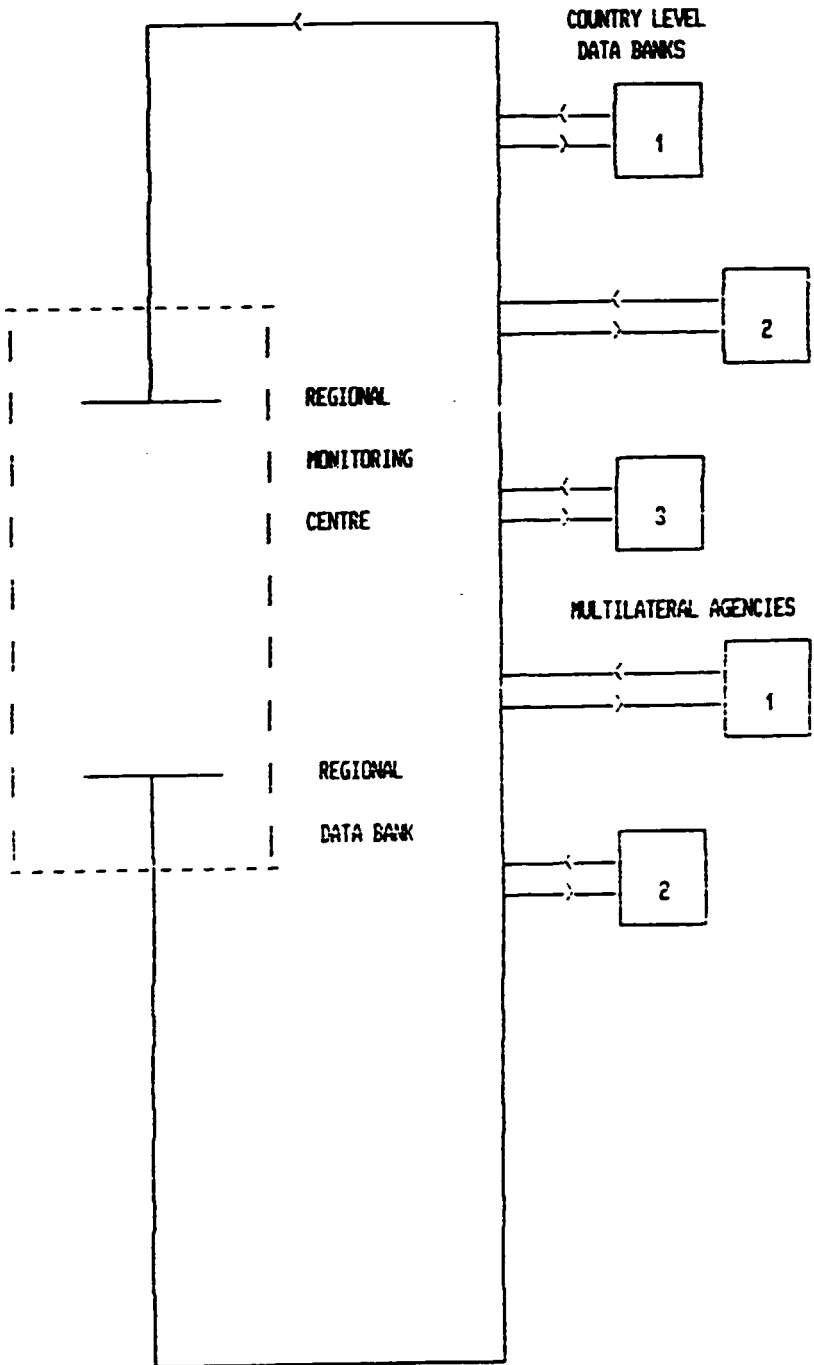 COUNTRY LEVEL
DATA BANKS
1
2
REGIONAL
MONITORING
CENTRE
3
MULTILATERAL AGENCIES
1
REGIONAL
DATA BANK
2